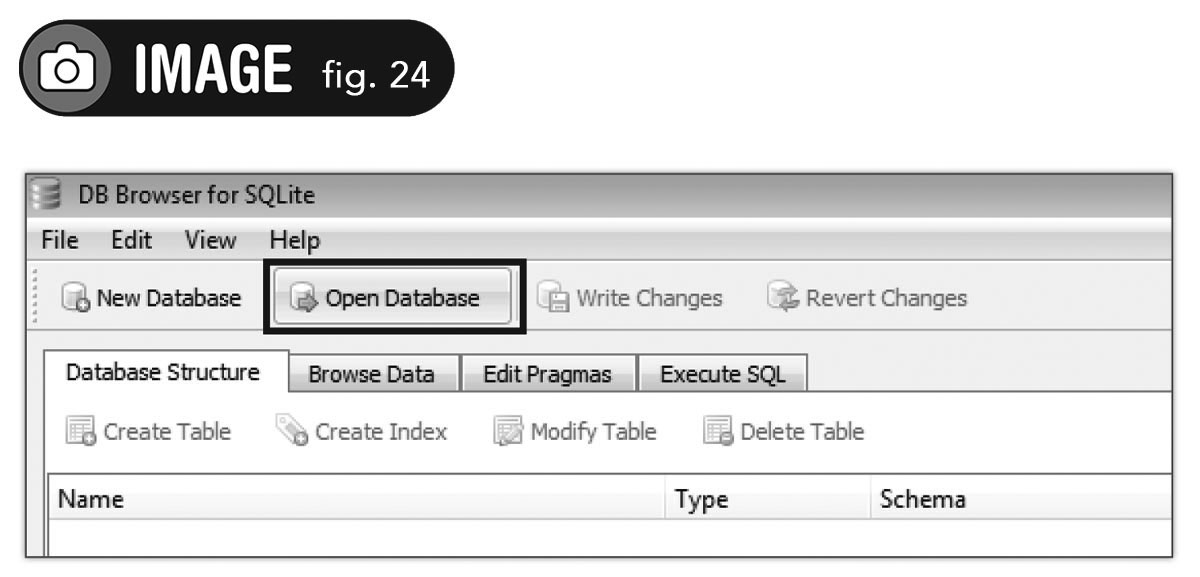 IMAGE fig. 24
DB Browser for SQLite
File Edit View Help
New Database Open Database Write Changes Revert Changes
Database Structure Browse Data Edit Pragmas Execute SQL
Create Table Create Index Modify Table Delete Table
Name Type Schema